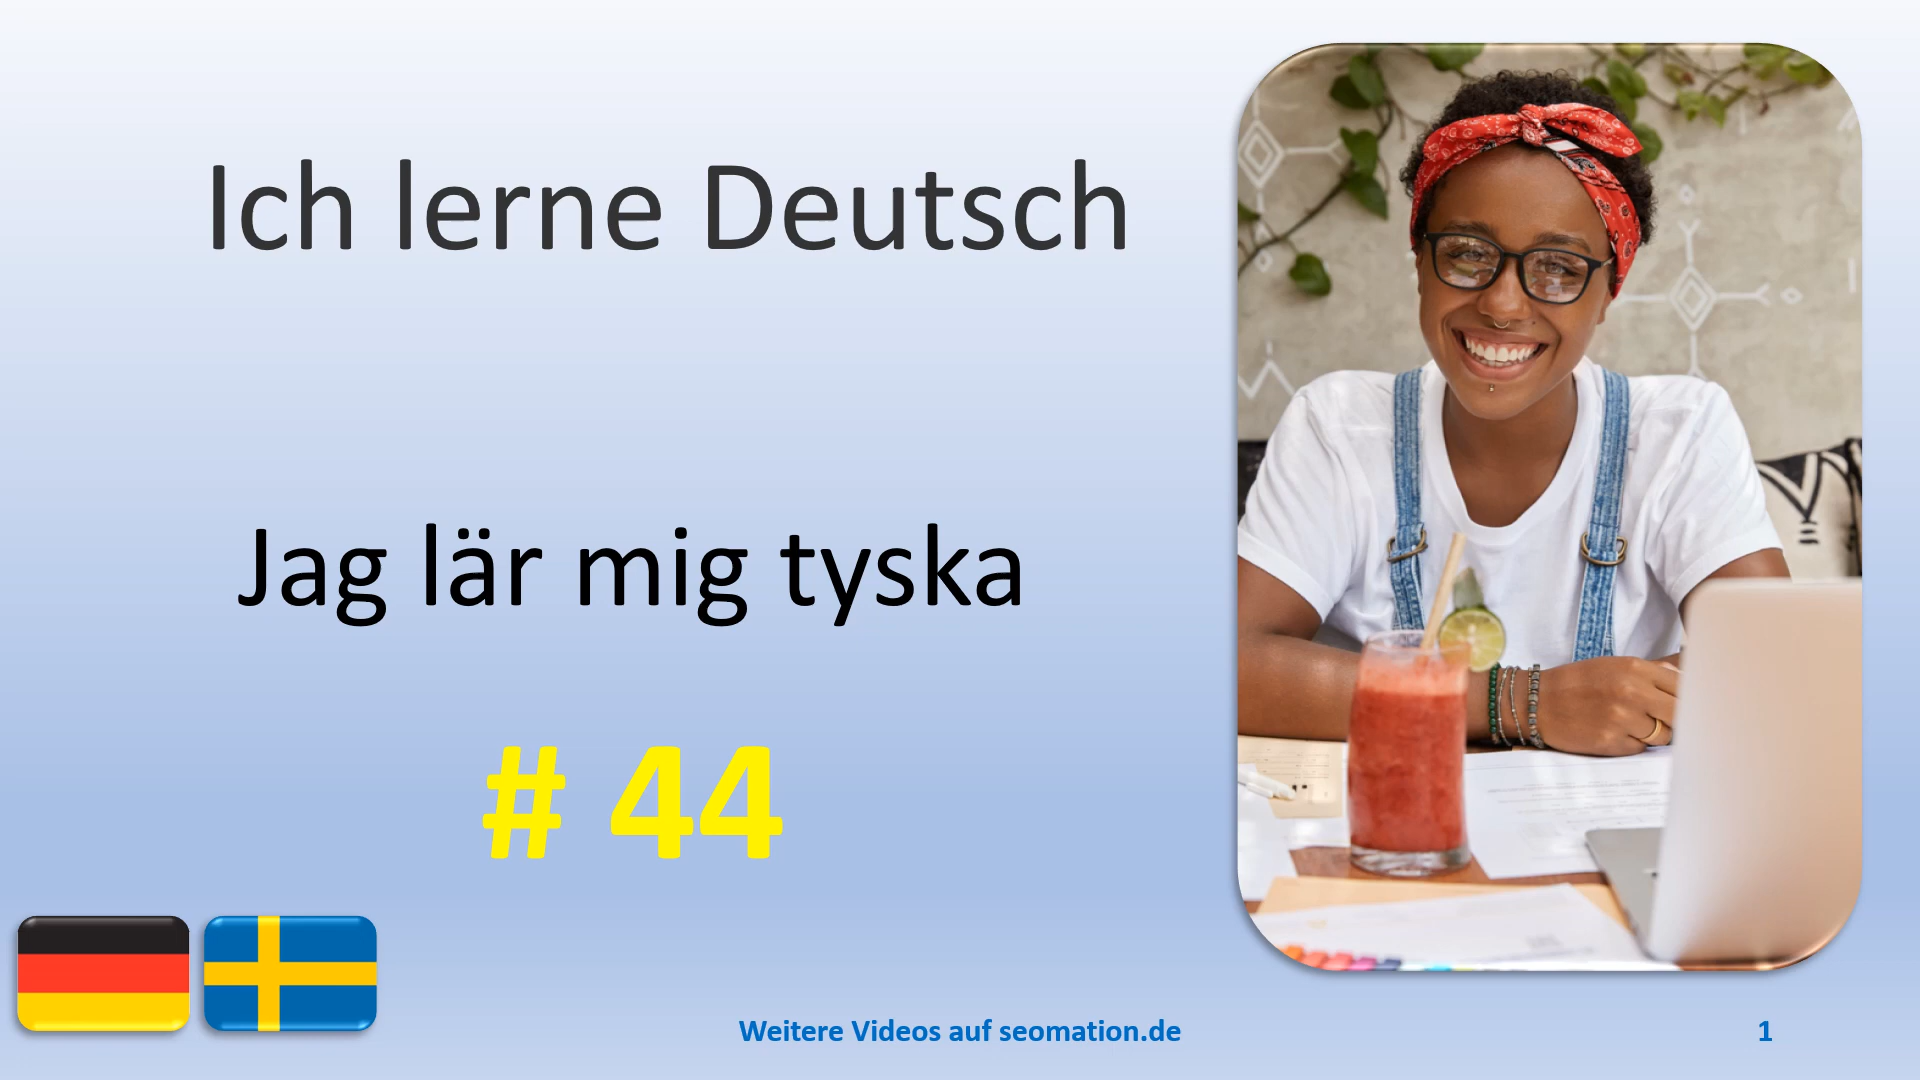 Ich lerne Deutsch
Jag lär mig tyska
# 44
Weitere Videos auf seomation.de
1